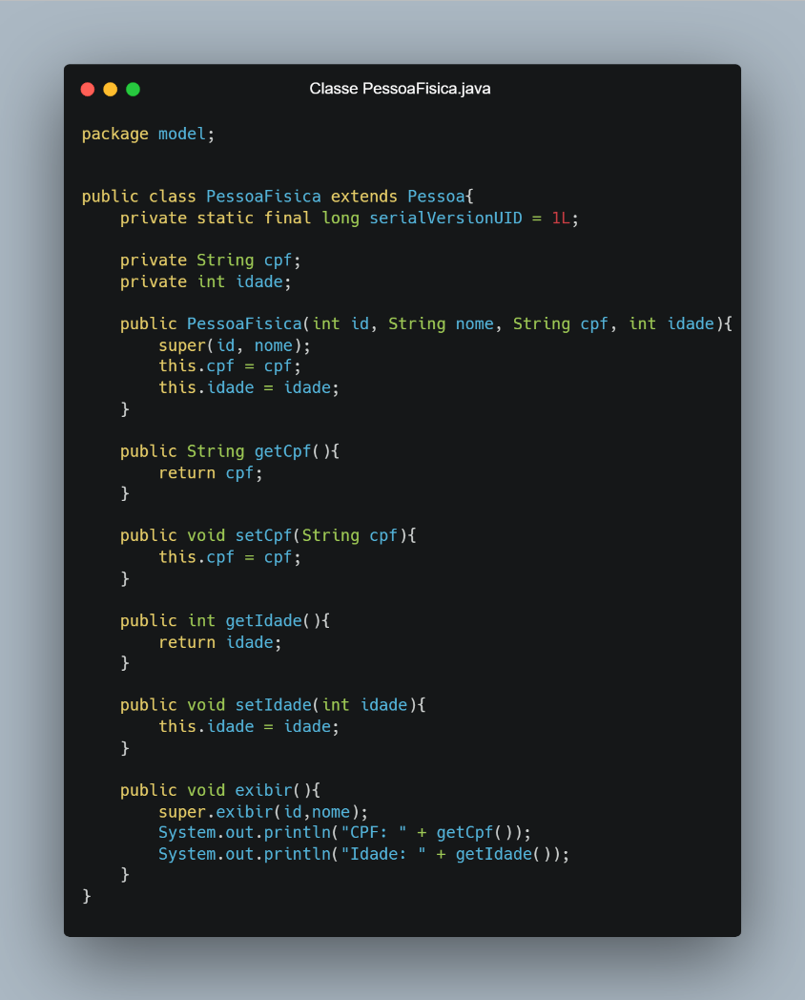 Classe PessoaFisica.java
package model;
public class PessoaFisica extends Pessoa{
    private static final long serialVersionUID = 1L;
    private String cpf;
    private int idade;
    public PessoaFisica(int id, String nome, String cpf, int idade){
        super(id, nome);
        this.cpf = cpf;
        this.idade = idade;
    }
    public String getCpf(){
        return cpf;
    }
    public void setCpf(String cpf){
        this.cpf = cpf;
    }
    public int getIdade(){
        return idade;
    }
    public void setIdade(int idade){
        this.idade = idade;
    }
    public void exibir(){
        super.exibir(id,nome);
        System.out.println("CPF: " + getCpf());
        System.out.println("Idade: " + getIdade());
    }
}